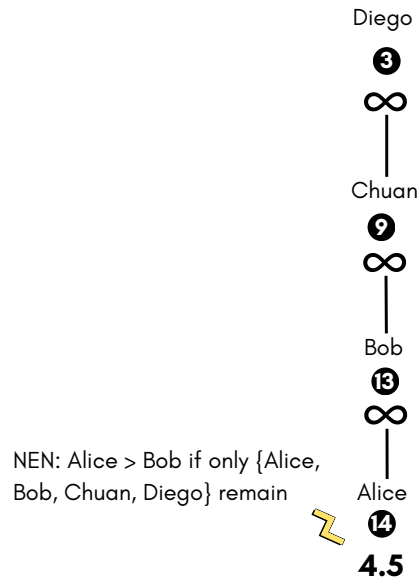 Diego
3
∞
Chuan
9
∞
Bob
13
∞
NEN: Alice > Bob if only {Alice,
Bob, Chuan, Diego} remain
Alice
14
4.5